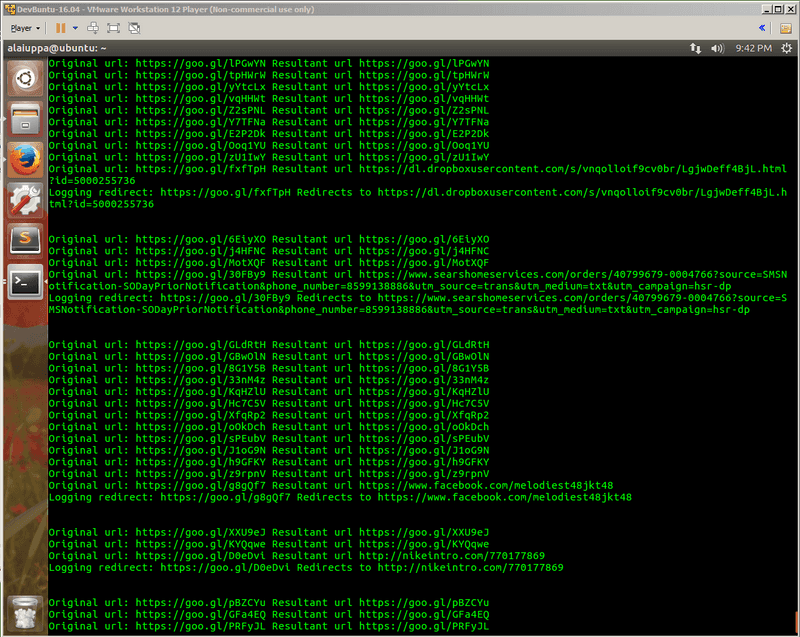 DevBuntu-16.04 - VMware Workstation 12 Player (Non-commercial use only)
Player
alaiuppa@ubuntu: ~
9:42 PM
Original url: https://goo.gl/lPGwYN Resultant url https://goo.gl/lPGwYN
Original url: https://goo.gl/tpHWrW Resultant url https://goo.gl/tpHWrW
Original url: https://goo.gl/yYtcLx Resultant url https://goo.gl/yYtcLx
Original url: https://goo.gl/vqHHWt Resultant url https://goo.gl/vqHHWt
Original url: https://goo.gl/Z2sPNL Resultant url https://goo.gl/Z2sPNL
Original url: https://goo.gl/Y7TFNa Resultant url https://goo.gl/Y7TFNa
Original url: https://goo.gl/E2P2Dk Resultant url https://goo.gl/E2P2Dk
Original url: https://goo.gl/Ooq1YU Resultant url https://goo.gl/Ooq1YU
Original url: https://goo.gl/zU1IwY Resultant url https://goo.gl/zU1IwY
Original url: https://goo.gl/fxfTpH Resultant url https://dl.dropboxusercontent.com/s/vnqolloif9cv0br/LgjwDeff4BjL.html
?id=5000255736
Logging redirect: https://goo.gl/fxfTpH Redirects to https://dl.dropboxusercontent.com/s/vnqolloif9cv0br/LgjwDeff4BjL.h
tml?id=5000255736
Original url: https://goo.gl/6EiyXO Resultant url https://goo.gl/6EiyXO
Original url: https://goo.gl/j4HFNC Resultant url https://goo.gl/j4HFNC
Original url: https://goo.gl/MotXQF Resultant url https://goo.gl/MotXQF
Original url: https://goo.gl/30FBy9 Resultant url https://www.searshomeservices.com/orders/40799679-0004766?source=SMSN
otification-SODayPriorNotification&phone_number=8599138886&utm_source=trans&utm_medium=txt&utm_campaign=hsr-dp
Logging redirect: https://goo.gl/30FBy9 Redirects to https://www.searshomeservices.com/orders/40799679-0004766?source=S
MSNotification-SODayPriorNotification&phone_number=8599138886&utm_source=trans&utm_medium=txt&utm_campaign=hsr-dp
Original url: https://goo.gl/GLdRtH Resultant url https://goo.gl/GLdRtH
Original url: https://goo.gl/GBwOlN Resultant url https://goo.gl/GBwOlN
Original url: https://goo.gl/8G1Y5B Resultant url https://goo.gl/8G1Y5B
Original url: https://goo.gl/33nM4z Resultant url https://goo.gl/33nM4z
Original url: https://goo.gl/KqHZlU Resultant url https://goo.gl/KqHZlU
Original url: https://goo.gl/Hc7C5V Resultant url https://goo.gl/Hc7C5V
Original url: https://goo.gl/XfqRp2 Resultant url https://goo.gl/XfqRp2
Original url: https://goo.gl/oOkDch Resultant url https://goo.gl/oOkDch
Original url: https://goo.gl/sPEubV Resultant url https://goo.gl/sPEubV
Original url: https://goo.gl/J1oG9N Resultant url https://goo.gl/J1oG9N
Original url: https://goo.gl/h9GFKY Resultant url https://goo.gl/h9GFKY
Original url: https://goo.gl/z9rpnV Resultant url https://goo.gl/z9rpnV
Original url: https://goo.gl/g8gQf7 Resultant url https://www.facebook.com/melodiest48jkt48
Logging redirect: https://goo.gl/g8gQf7 Redirects to https://www.facebook.com/melodiest48jkt48
Original url: https://goo.gl/XXU9eJ Resultant url https://goo.gl/XXU9eJ
Original url: https://goo.gl/KYQqwe Resultant url https://goo.gl/KYQqwe
Original url: https://goo.gl/D0eDvi Resultant url http://nikeintro.com/770177869
Logging redirect: https://goo.gl/D0eDvi Redirects to http://nikeintro.com/770177869
Original url: https://goo.gl/pBZCYu Resultant url https://goo.gl/pBZCYu
Original url: https://goo.gl/GFa4EQ Resultant url https://goo.gl/GFa4EQ
Original url: https://goo.gl/PRFyJL Resultant url https://goo.gl/PRFyJL